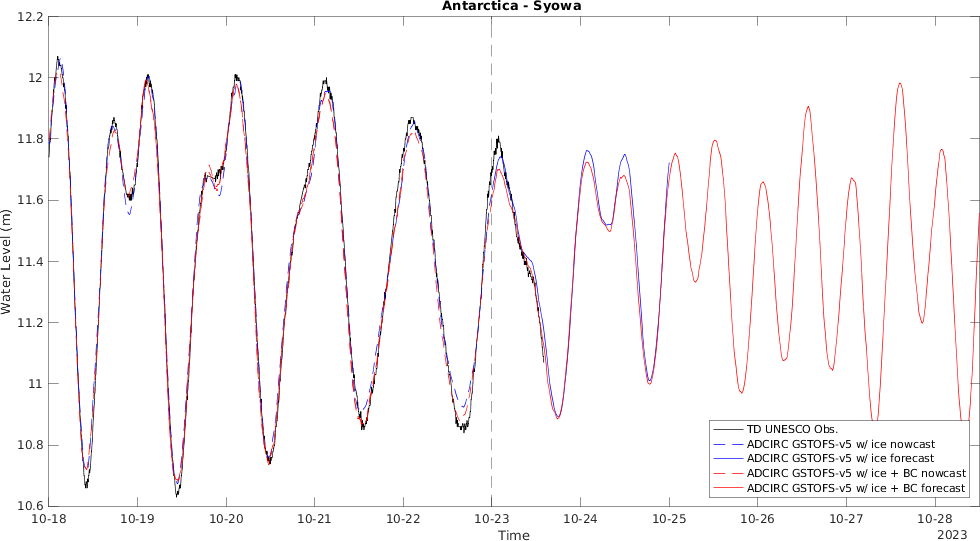 Antarctica - Syowa
Water Level (m)
12.2
12
11.8
11.6
11.4
11.2
11
10.8
10.6
TD UNESCO Obs.
ADCIRC GSTOFS-v5 w/ ice nowcast
ADCIRC GSTOFS-v5 w/ ice forecast
ADCIRC GSTOFS-v5 w/ ice + BC nowcast
ADCIRC GSTOFS-v5 w/ ice + BC forecast
10-18 10-19 10-20 10-21 10-22 10-23 10-24 10-25 10-26 10-27 10-28
Time
2023